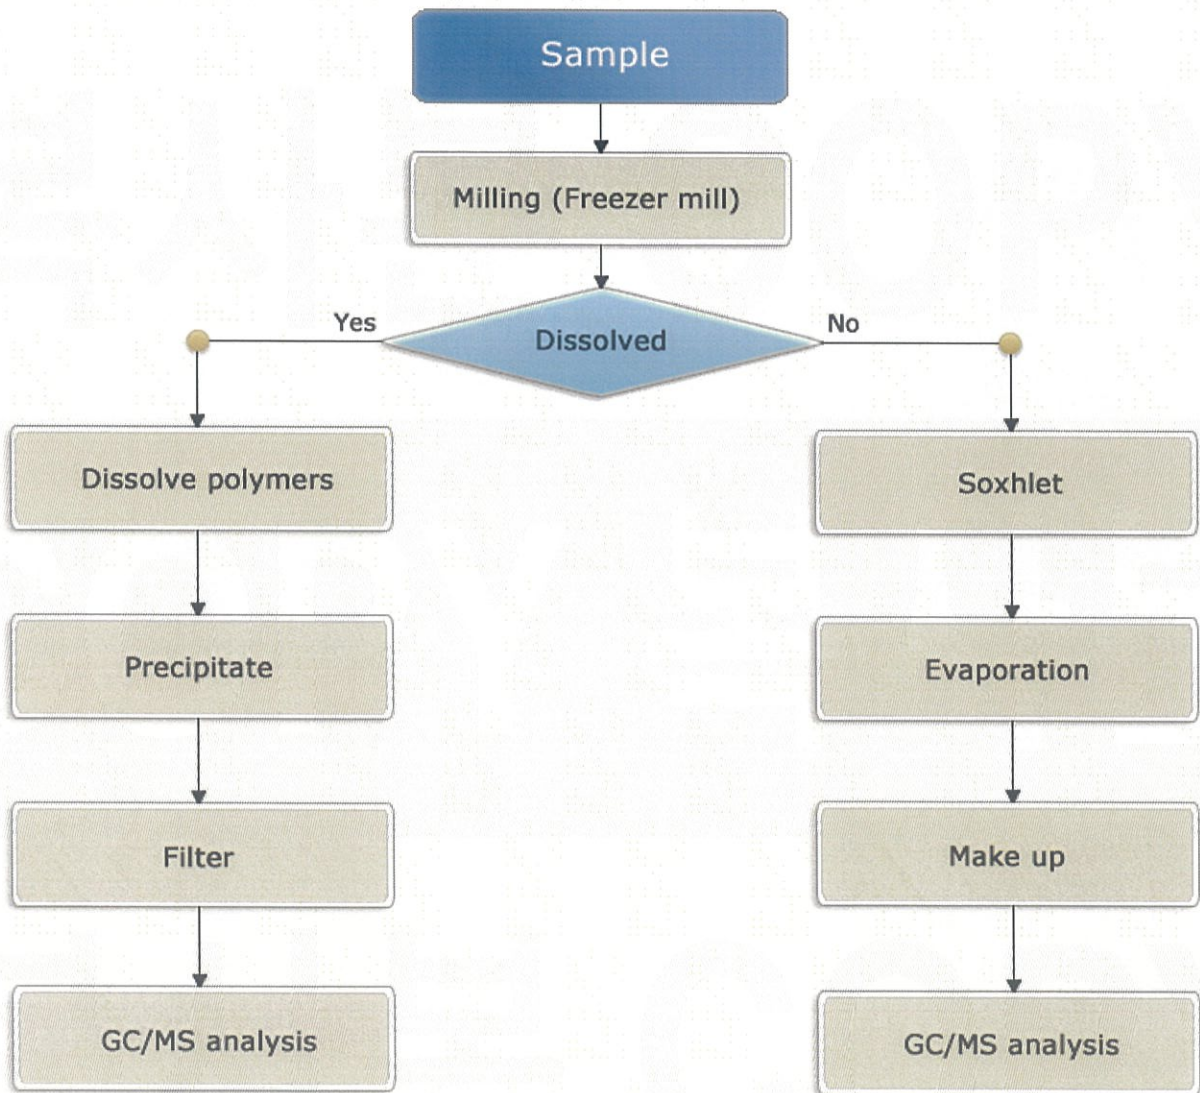 Sample
Milling (Freezer mill)
Yes
Dissolved
No
Dissolve polymers
Soxhlet
Precipitate
Evaporation
Filter
Make up
GC/MS analysis
GC/MS analysis